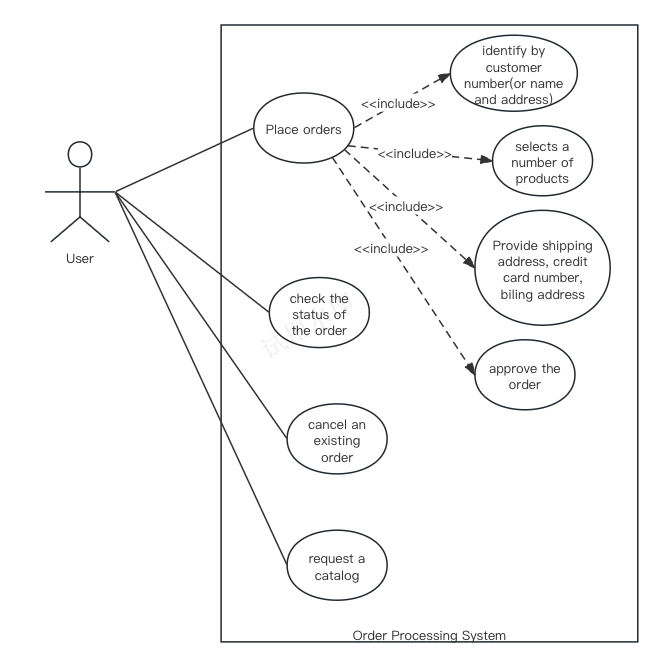 identify by
customer
number(or name
and address)
<<include>>
Place orders
<<include>>
selects a
number of
products
<<include>>
User
<<include>>
Provide shipping
address, credit
card number,
biling address
check the
status of
the order
approve the
order
cancel an
existing
order
request a
catalog
Order Processing System